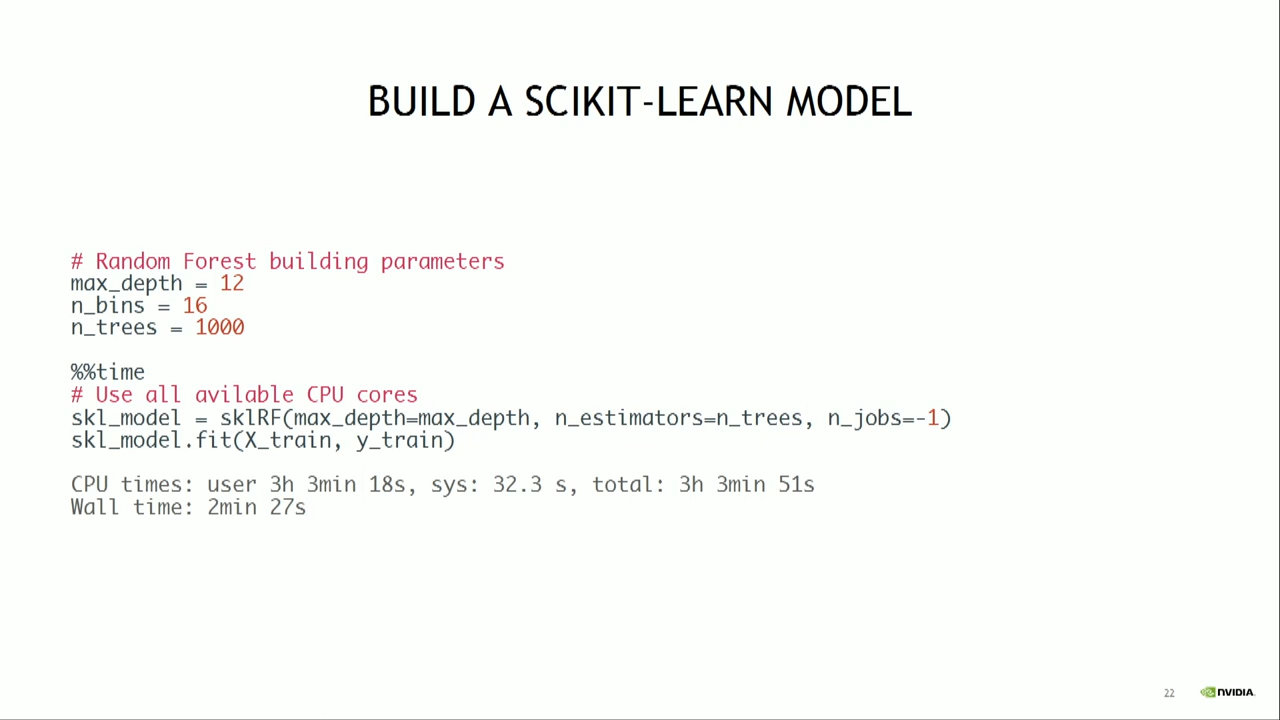 BUILD A SCIKIT-LEARN MODEL
# Random Forest building parameters
max_depth = 12
n_bins = 16
n_trees = 1000
%%time
# Use all avilable CPU cores
skl_model = sklRF(max_depth=max_depth, n_estimators=n_trees, n_jobs=-1)
skl_model.fit(X_train, y_train)
CPU times: user 3h 3min 18s, sys: 32.3 s, total: 3h 3min 51s
Wall time: 2min 27s
22 NVIDIA.